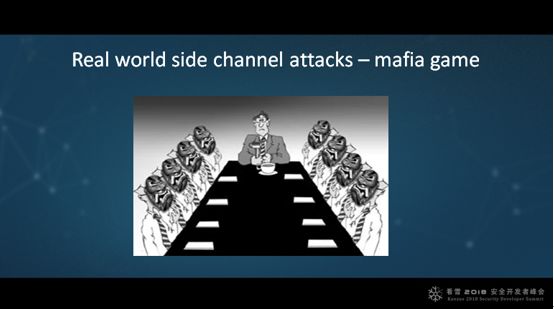 Real world side channel attacks – mafia game
看雪 2018 安全开发者峰会
Kanxue 2018 Security Developer Summit